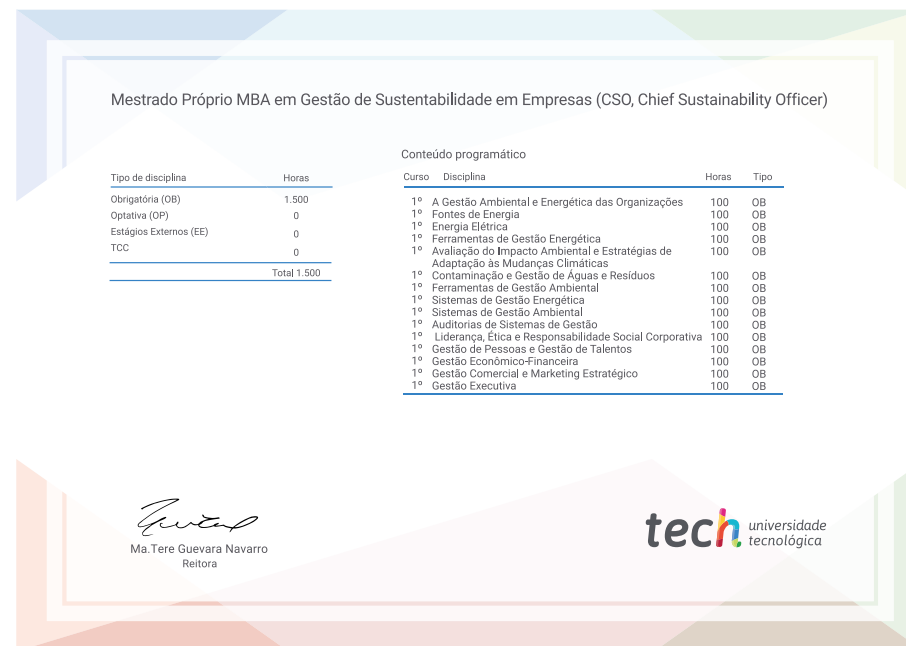 Mestrado Próprio MBA em Gestão de Sustentabilidade em Empresas (CSO, Chief Sustainability Officer)
Tipo de disciplina Horas
Obrigatória (OB) 1.500
Optativa (OP) 0
Estágios Externos (EE) 0
TCC 0
Total 1.500
Conteúdo programático
Curso Disciplina Horas Tipo
1º A Gestão Ambiental e Energética das Organizações 100 OB
1º Fontes de Energia 100 OB
1º Energia Elétrica 100 OB
1º Ferramentas de Gestão Energética 100 OB
1º Avaliação do Impacto Ambiental e Estratégias de 100 OB
Adaptação às Mudanças Climáticas
1º Contaminação e Gestão de Águas e Resíduos 100 OB
1º Ferramentas de Gestão Ambiental 100 OB
1º Sistemas de Gestão Energética 100 OB
1º Sistemas de Gestão Ambiental 100 OB
1º Auditorias de Sistemas de Gestão 100 OB
1º Liderança, Ética e Responsabilidade Social Corporativa 100 OB
1º Gestão de Pessoas e Gestão de Talentos 100 OB
1º Gestão Econômico-Financeira 100 OB
1º Gestão Comercial e Marketing Estratégico 100 OB
1º Gestão Executiva 100 OB
Ma.Tere Guevara Navarro
Reitora
tech universidade
tecnológica